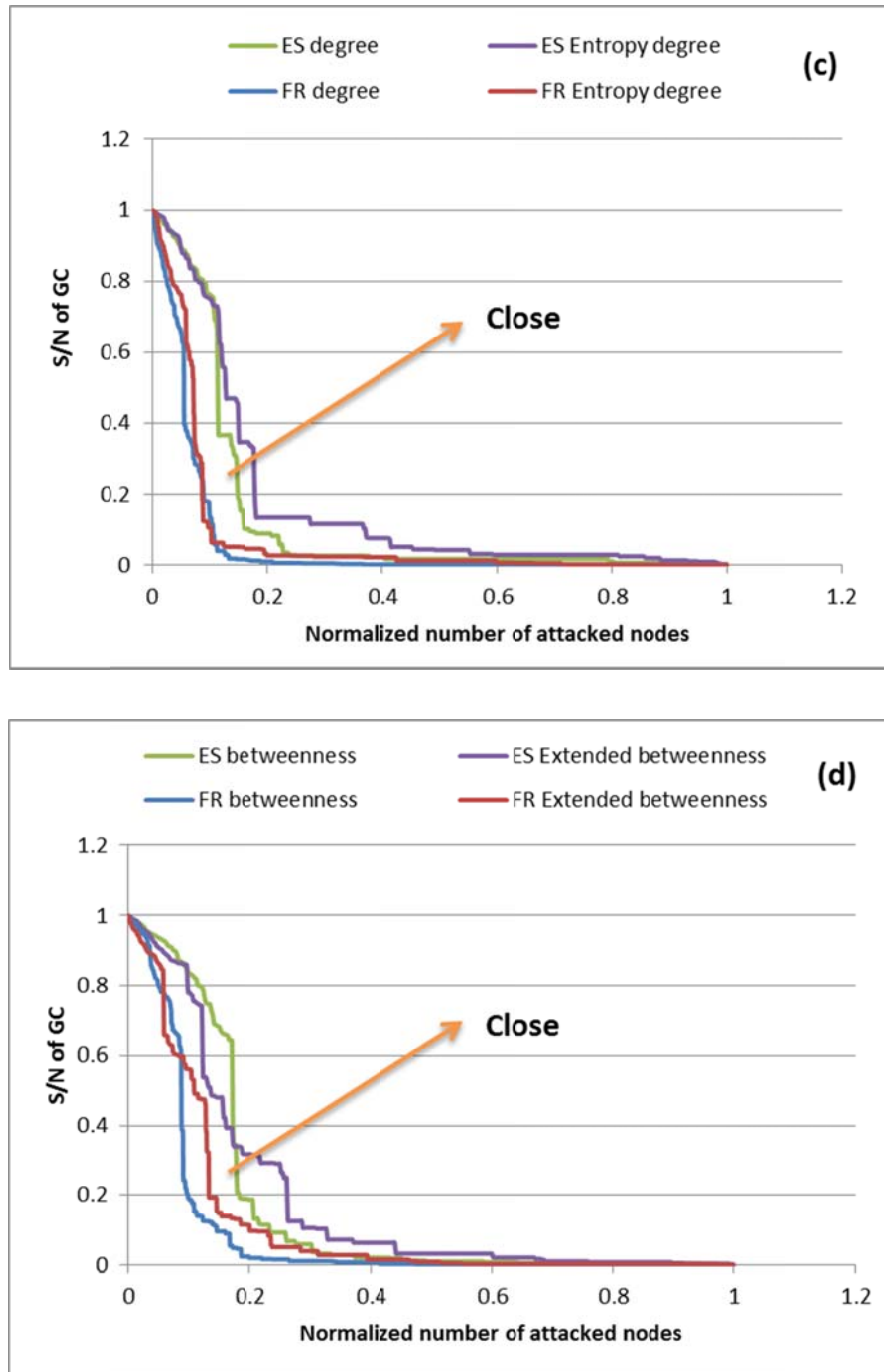 ES degree
ES Entropy degree
FR degree
FR Entropy degree
(c)
1.2
1
0.8
0.6
0.4
0.2
0
S/N of GC
Close
0 0.2 0.4 0.6 0.8 1 1.2
Normalized number of attacked nodes
ES betweenness
ES Extended betweenness
FR betweenness
FR Extended betweenness
(d)
1.2
1
0.8
0.6
0.4
0.2
0
S/N of GC
Close
0 0.2 0.4 0.6 0.8 1 1.2
Normalized number of attacked nodes